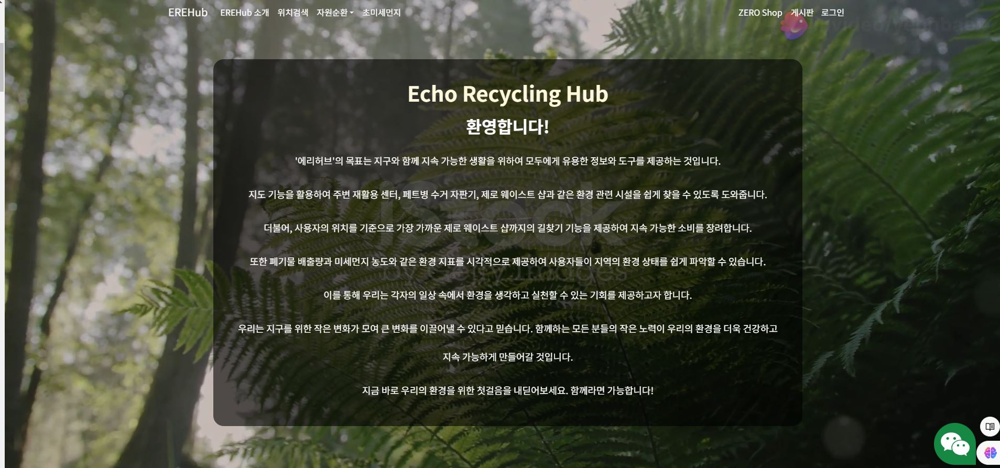 EREHub EREHub 소개 위치검색 자원순환 초미세먼지 ZERO Shop 게시판 로그인
Echo Recycling Hub
환영합니다!
'에리허브'의 목표는 지구와 함께 지속 가능한 생활을 위하여 모두에게 유용한 정보와 도구를 제공하는 것입니다.
지도 기능을 활용하여 주변 재활용 센터, 페트병 수거 자판기, 제로 웨이스트 샵과 같은 환경 관련 시설을 쉽게 찾을 수 있도록 도와줍니다.
더불어, 사용자의 위치를 기준으로 가장 가까운 제로 웨이스트 샵까지의 길찾기 기능을 제공하여 지속 가능한 소비를 장려합니다.
iStock
또한 폐기물 배출량과 미세먼지 농도와 같은 환경 지표를 시각적으로 제공하여 사용자들이 지역의 환경 상태를 쉽게 파악할 수 있습니다.
by Getty Images
이를 통해 우리는 각자의 일상 속에서 환경을 생각하고 실천할 수 있는 기회를 제공하고자 합니다.
우리는 지구를 위한 작은 변화가 모여 큰 변화를 이끌어낼 수 있다고 믿습니다. 함께하는 모든 분들의 작은 노력이 우리의 환경을 더욱 건강하고
지속 가능하게 만들어갈 것입니다.
지금 바로 우리의 환경을 위한 첫걸음을 내딛어보세요. 함께라면 가능합니다!